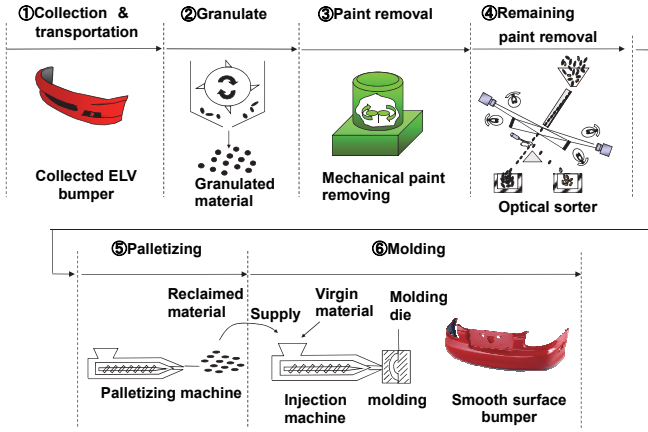 ①Collection &
transportation
②Granulate
③Paint removal
④Remaining
paint removal
Collected ELV
bumper
Granulated
material
Mechanical paint
removing
Optical sorter
⑤Palletizing
⑥Molding
Reclaimed
material
Supply
Virgin
material
Molding
die
Palletizing machine
Injection
machine
molding
Smooth surface
bumper